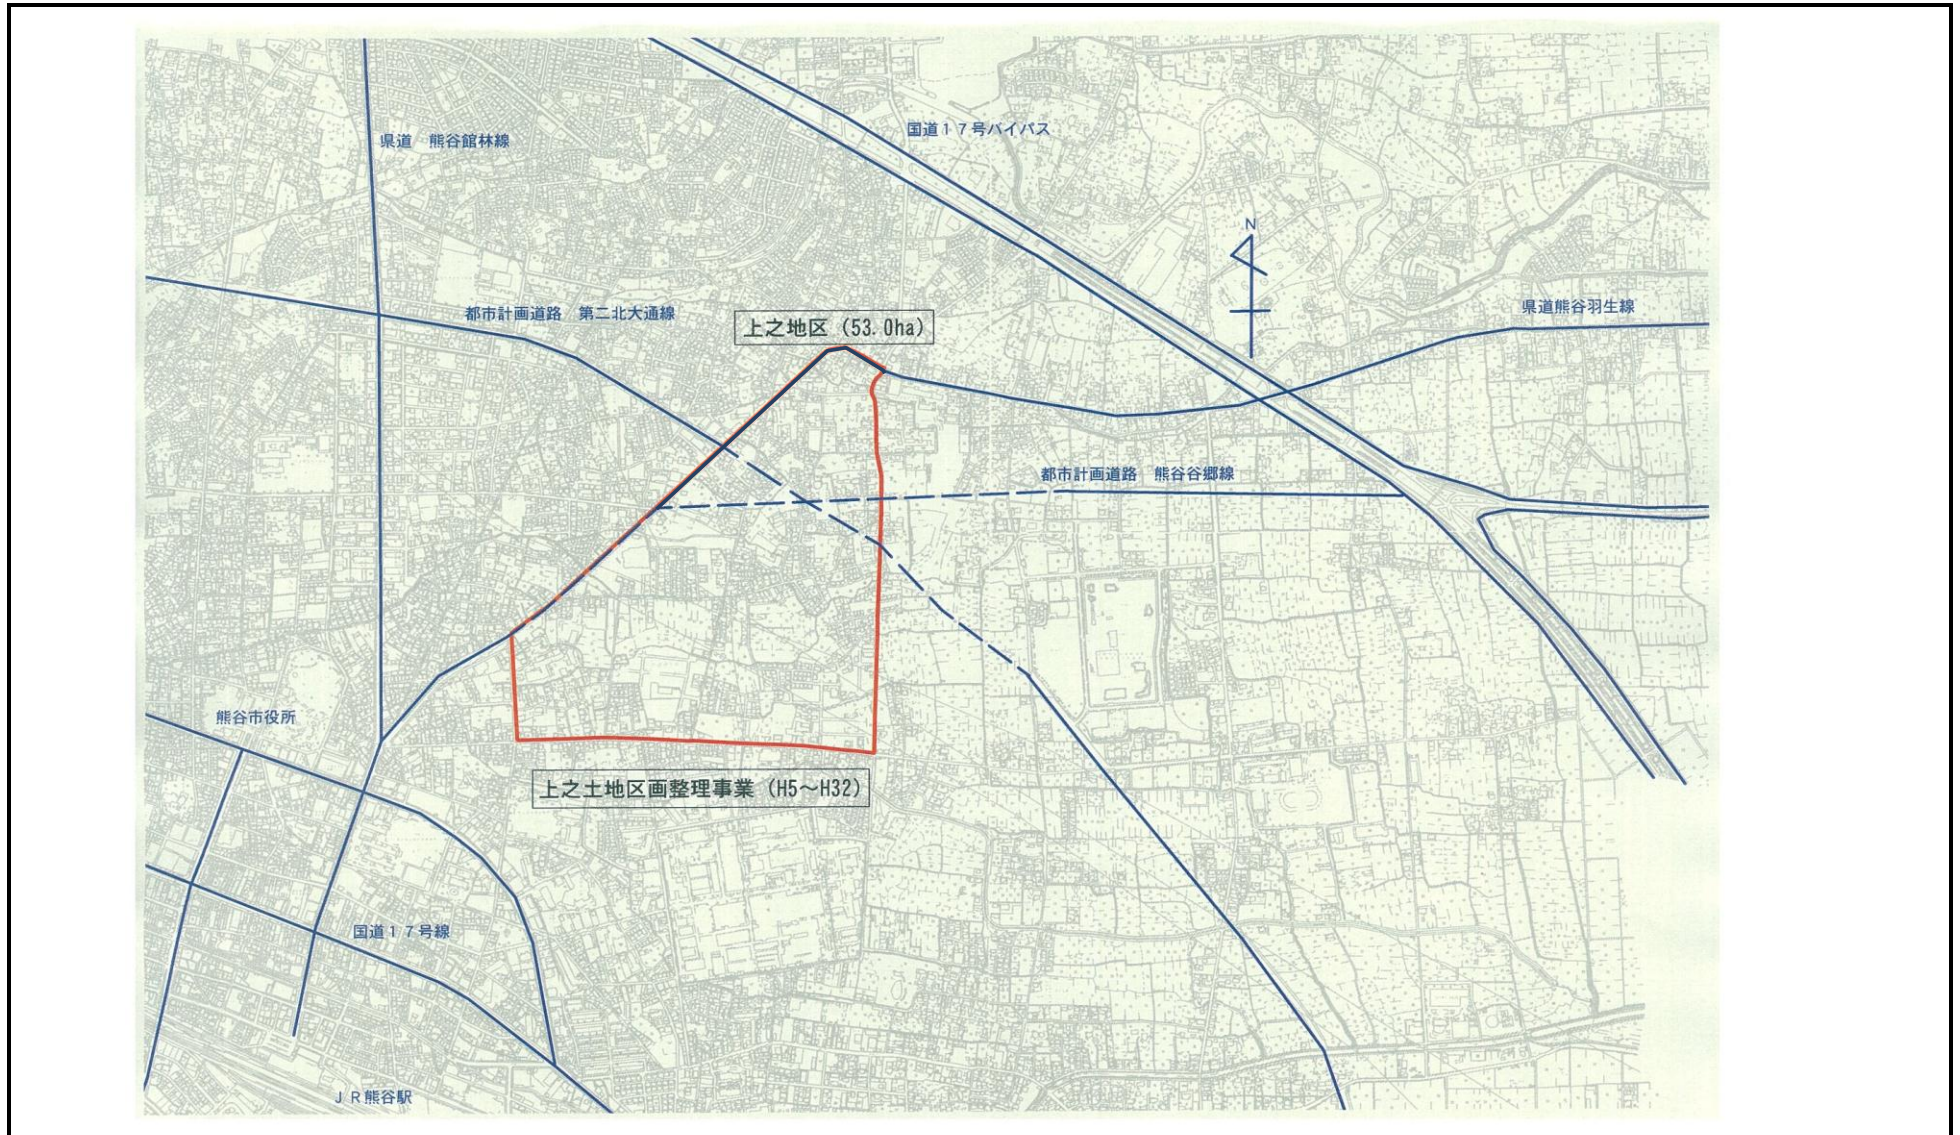 国道１７号バイパス
県道　熊谷館林線
N
県道熊谷羽生線
都市計画道路　第二北大通線
上之地区（53.0ha）
都市計画道路　熊谷谷郷線
熊谷市役所
上之土地区画整理事業（H5～H32）
国道１７号線
ＪＲ熊谷駅